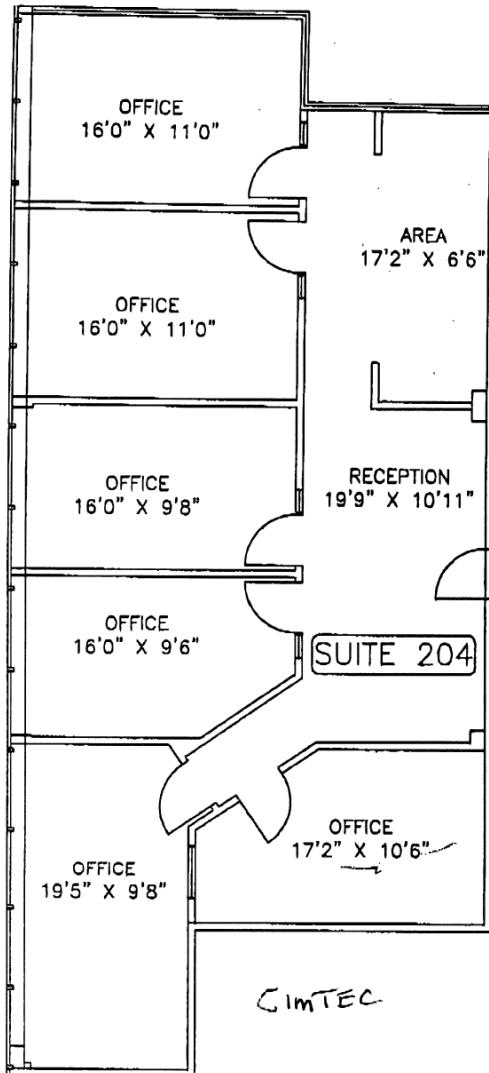 OFFICE
16'0" X 11'0"
AREA
17'2" X 6'6"
OFFICE
16'0" X 11'0"
RECEPTION
19'9" X 10'11"
OFFICE
16'0" X 9'8"
OFFICE
16'0" X 9'6"
SUITE 204
OFFICE
17'2" X 10'6"
OFFICE
19'5" X 9'8"
CimTEC